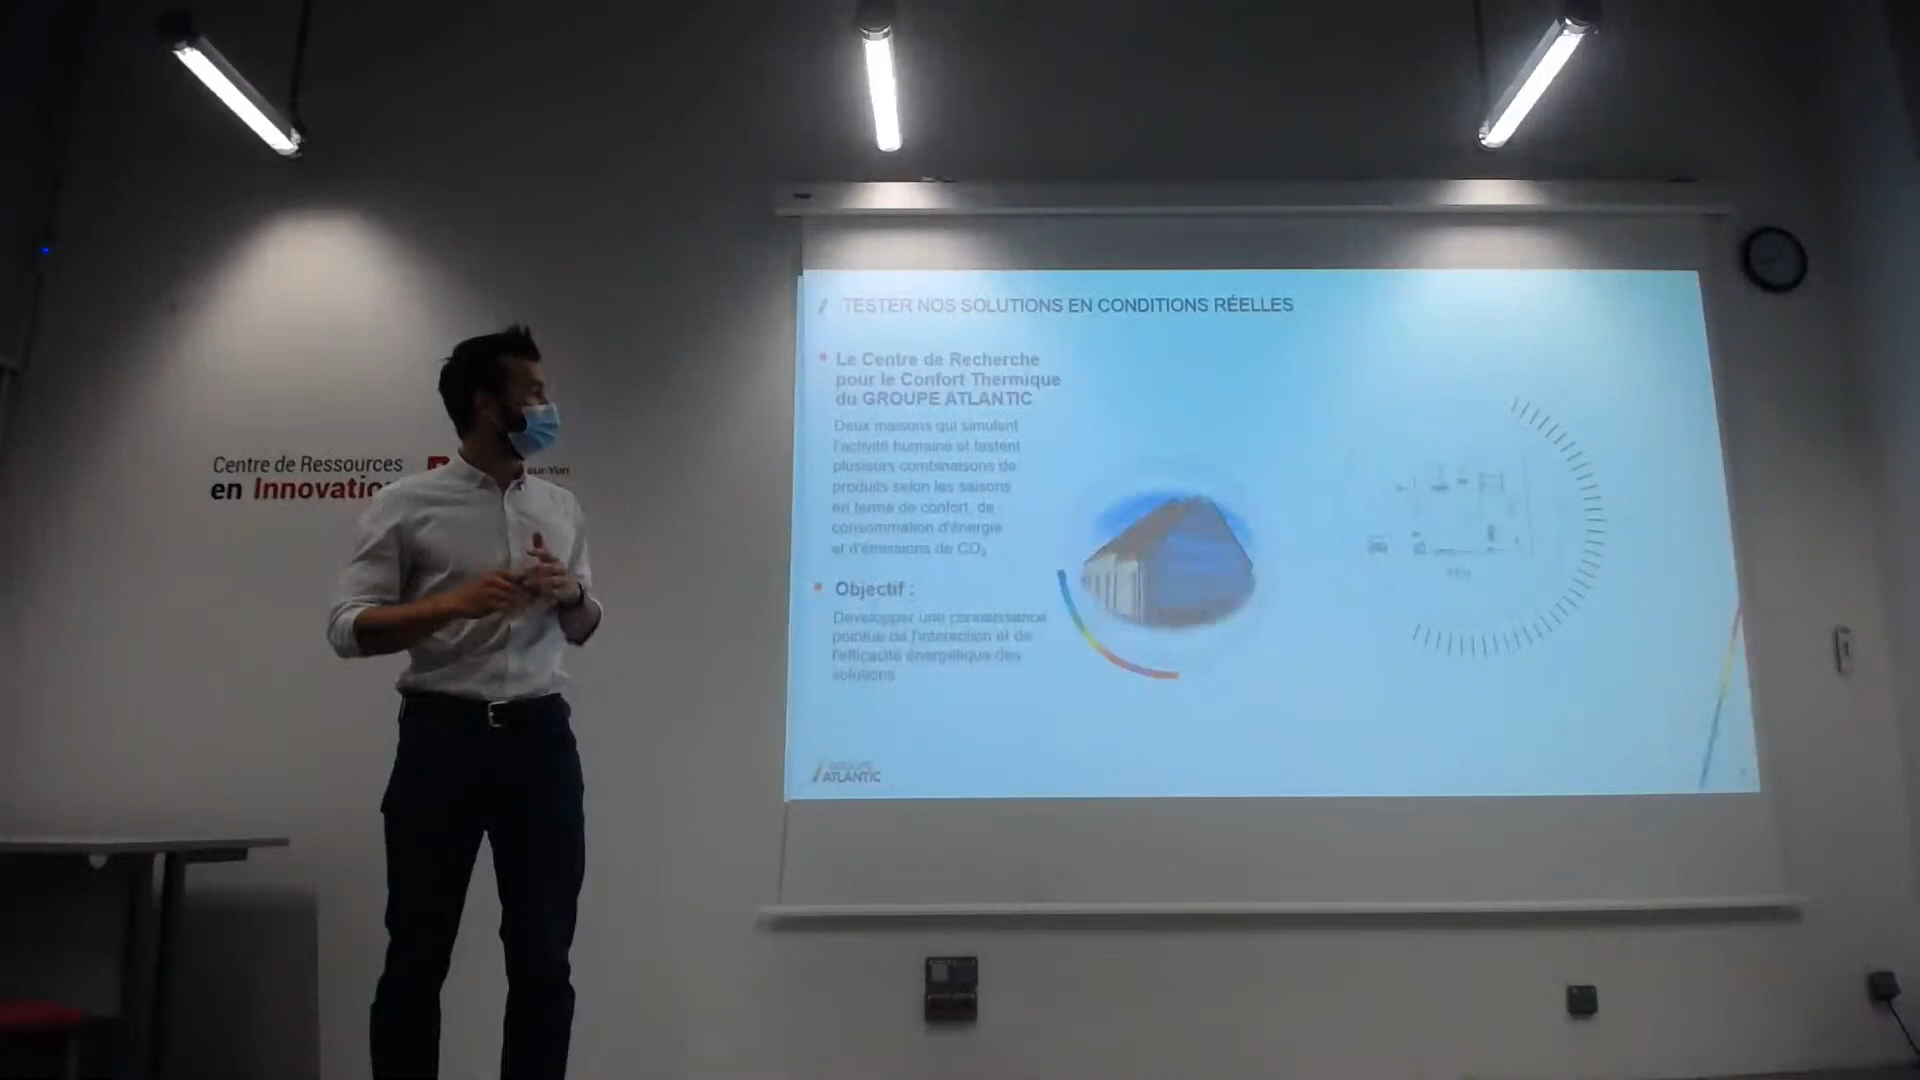 TESTER NOS SOLUTIONS EN CONDITIONS RÉELLES
Le Centre de Recherche
pour le Confort Thermique
du GROUPE ATLANTIC
Deux maisons qui simulent
l'activité humaine et testent
plusieurs combinaisons de
produits selon les saisons
en terme de confort, de
consommation d'énergie
et d'émissions de CO₂
Objectif :
Développer une connaissance
pointue de l'interaction et de
l'efficacité énergétique des
solutions
GROUPE
ATLANTIC
Centre de Ressources
en Innovatio
sur-Yon